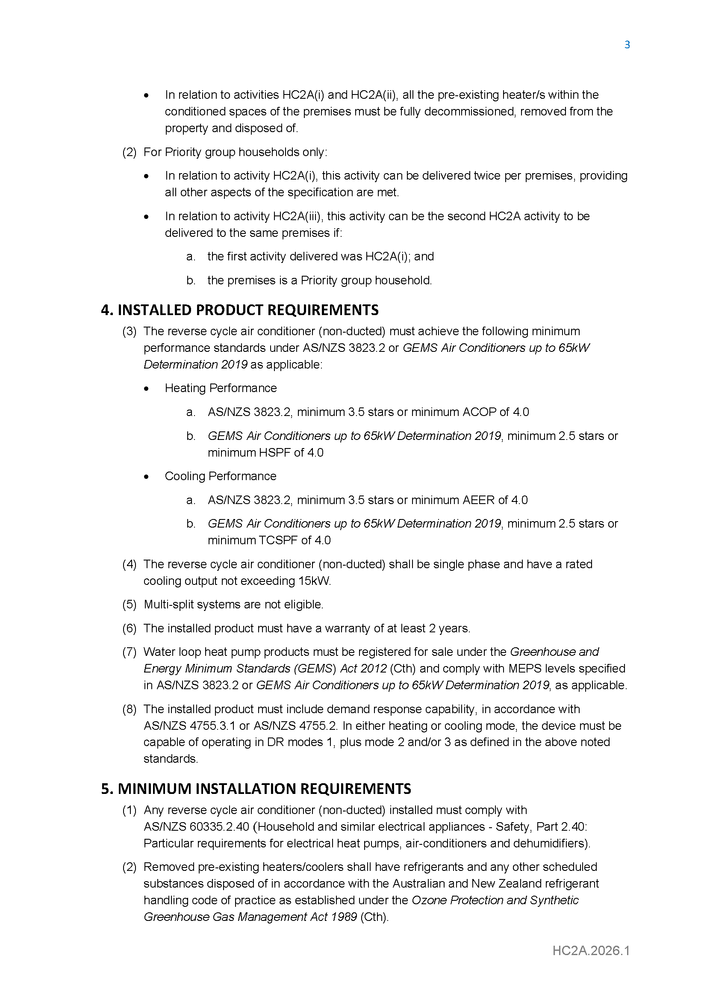 3
• In relation to activities HC2A(i) and HC2A(ii), all the pre-existing heater/s within the
conditioned spaces of the premises must be fully decommissioned, removed from the
property and disposed of.
(2) For Priority group households only:
• In relation to activity HC2A(i), this activity can be delivered twice per premises, providing
all other aspects of the specification are met.
• In relation to activity HC2A(iii), this activity can be the second HC2A activity to be
delivered to the same premises if:
a. the first activity delivered was HC2A(i); and
b. the premises is a Priority group household.
4. INSTALLED PRODUCT REQUIREMENTS
(3) The reverse cycle air conditioner (non-ducted) must achieve the following minimum
performance standards under AS/NZS 3823.2 or GEMS Air Conditioners up to 65kW
Determination 2019 as applicable:
• Heating Performance
a. AS/NZS 3823.2, minimum 3.5 stars or minimum ACOP of 4.0
b. GEMS Air Conditioners up to 65kW Determination 2019, minimum 2.5 stars or
minimum HSPF of 4.0
• Cooling Performance
a. AS/NZS 3823.2, minimum 3.5 stars or minimum AEER of 4.0
b. GEMS Air Conditioners up to 65kW Determination 2019, minimum 2.5 stars or
minimum TCSPF of 4.0
(4) The reverse cycle air conditioner (non-ducted) shall be single phase and have a rated
cooling output not exceeding 15kW.
(5) Multi-split systems are not eligible.
(6) The installed product must have a warranty of at least 2 years.
(7) Water loop heat pump products must be registered for sale under the Greenhouse and
Energy Minimum Standards (GEMS) Act 2012 (Cth) and comply with MEPS levels specified
in AS/NZS 3823.2 or GEMS Air Conditioners up to 65kW Determination 2019, as applicable.
(8) The installed product must include demand response capability, in accordance with
AS/NZS 4755.3.1 or AS/NZS 4755.2. In either heating or cooling mode, the device must be
capable of operating in DR modes 1, plus mode 2 and/or 3 as defined in the above noted
standards.
5. MINIMUM INSTALLATION REQUIREMENTS
(1) Any reverse cycle air conditioner (non-ducted) installed must comply with
AS/NZS 60335.2.40 (Household and similar electrical appliances - Safety, Part 2.40:
Particular requirements for electrical heat pumps, air-conditioners and dehumidifiers).
(2) Removed pre-existing heaters/coolers shall have refrigerants and any other scheduled
substances disposed of in accordance with the Australian and New Zealand refrigerant
handling code of practice as established under the Ozone Protection and Synthetic
Greenhouse Gas Management Act 1989 (Cth).
HC2A.2026.1